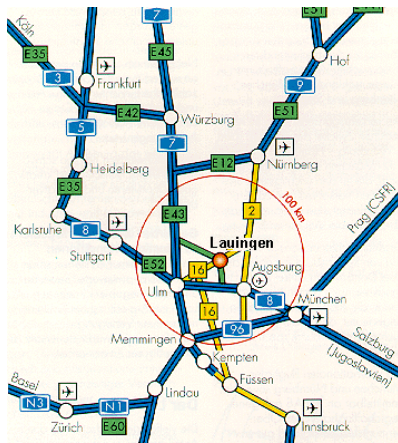 7
E51
E35
Köln
E45
3
Frankfurt
Hof
9
E51
E42
5
Würzburg
7
Heidelberg
E12
Nürnberg
E35
100 km
E43
2
Karlsruhe
8
Stuttgart
Lauingen
E52
16
Prag (CSFR)
Ulm
Augsburg
8
München
16
96
Memmingen
Salzburg
(Jugoslawien)
Kempten
Füssen
Basel
Lindau
N3
N1
Zürich
E60
Innsbruck